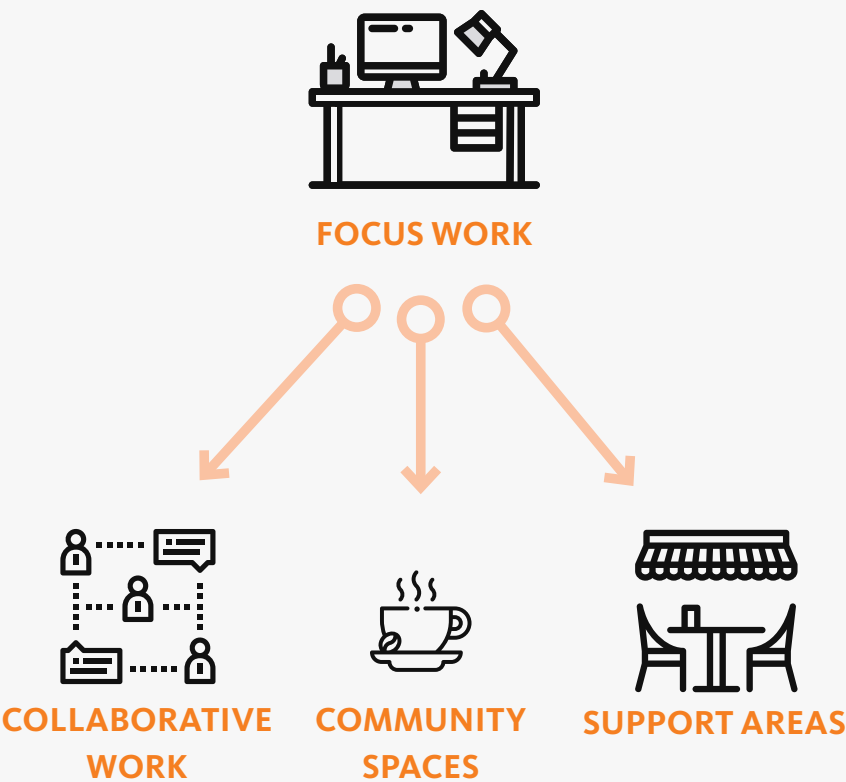 FOCUS WORK
COLLABORATIVE
WORK
COMMUNITY
SPACES
SUPPORT AREAS